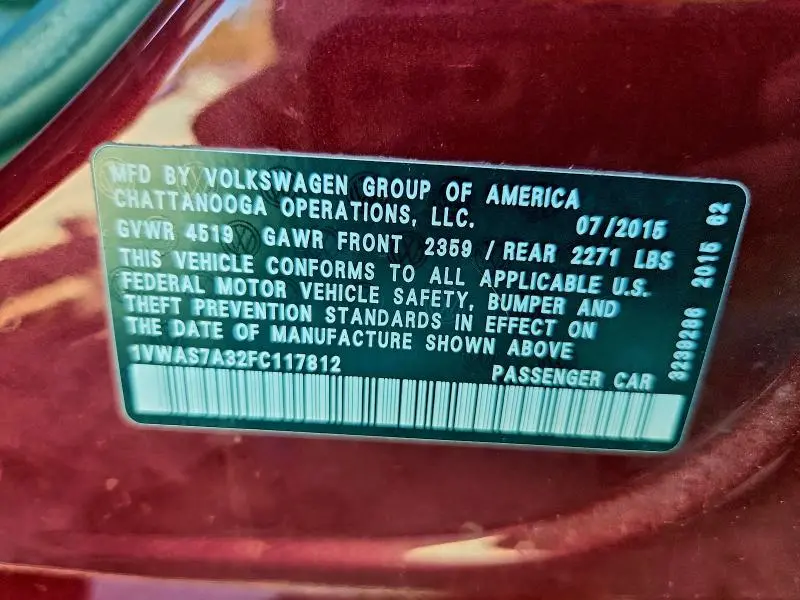 MFD BY VOLKSWAGEN GROUP OF AMERICA
CHATTANOOGA OPERATIONS, LLC. 07/2015
GVWR 4519 GAWR FRONT 2359 / REAR 2271 LBS
THIS VEHICLE CONFORMS TO ALL APPLICABLE U.S.
FEDERAL MOTOR VEHICLE SAFETY, BUMPER AND
THEFT PREVENTION STANDARDS IN EFFECT ON
THE DATE OF MANUFACTURE SHOWN ABOVE
1VWAS7A32FC117812 PASSENGER CAR
3239286 2015 02